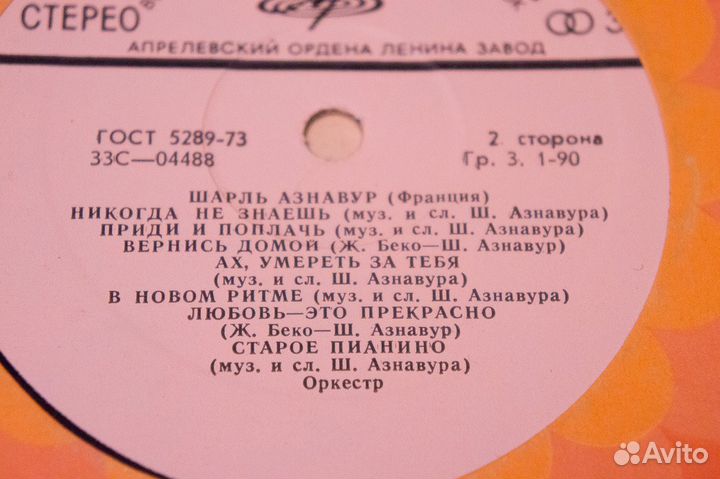 СТЕРЕО
АПРЕЛЕВСКИЙ ОРДЕНА ЛЕНИНА ЗАВОД
ГОСТ 5289-73
2 сторона
33С—04488
Гр. 3. 1-90
ШАРЛЬ АЗНАВУР (Франция)
НИКОГДА НЕ ЗНАЕШЬ (муз. и сл. Ш. Азнавура)
ПРИДИ И ПОПЛАЧЬ (муз. и сл. Ш. Азнавура)
ВЕРНИСЬ ДОМОЙ (Ж. Беко—Ш. Азнавур)
АХ, УМЕРЕТЬ ЗА ТЕБЯ
(муз. и сл. Ш. Азнавура)
В НОВОМ РИТМЕ (муз. и сл. Ш. Азнавура)
ЛЮБОВЬ—ЭТО ПРЕКРАСНО
(Ж. Беко—Ш. Азнавур)
СТАРОЕ ПИАНИНО
(муз. и сл. Ш. Азнавура)
Оркестр
Avito